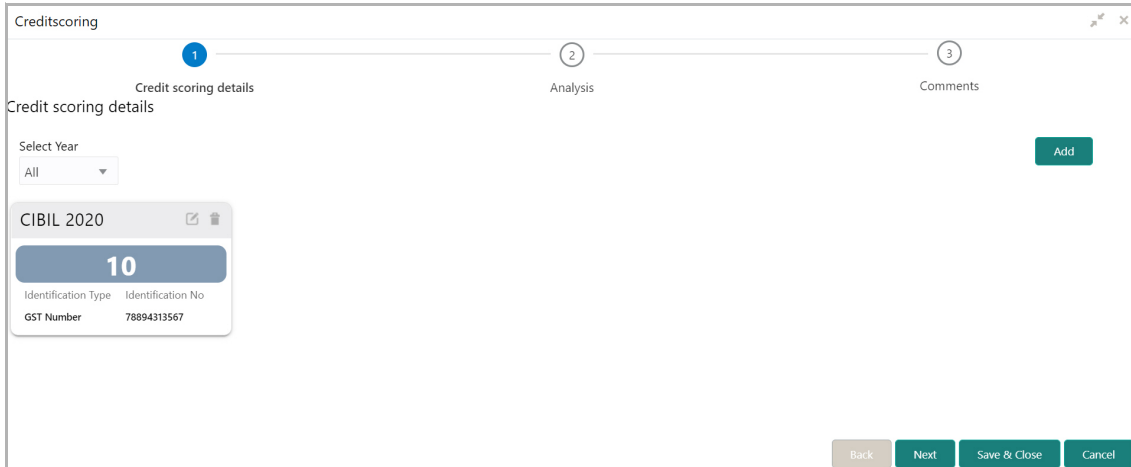 Creditscoring
1 2 3
Credit scoring details Analysis Comments
Credit scoring details
Select Year
Add
All
CIBIL 2020
10
Identification Type Identification No
GST Number 78894313567
Back Next Save & Close Cancel